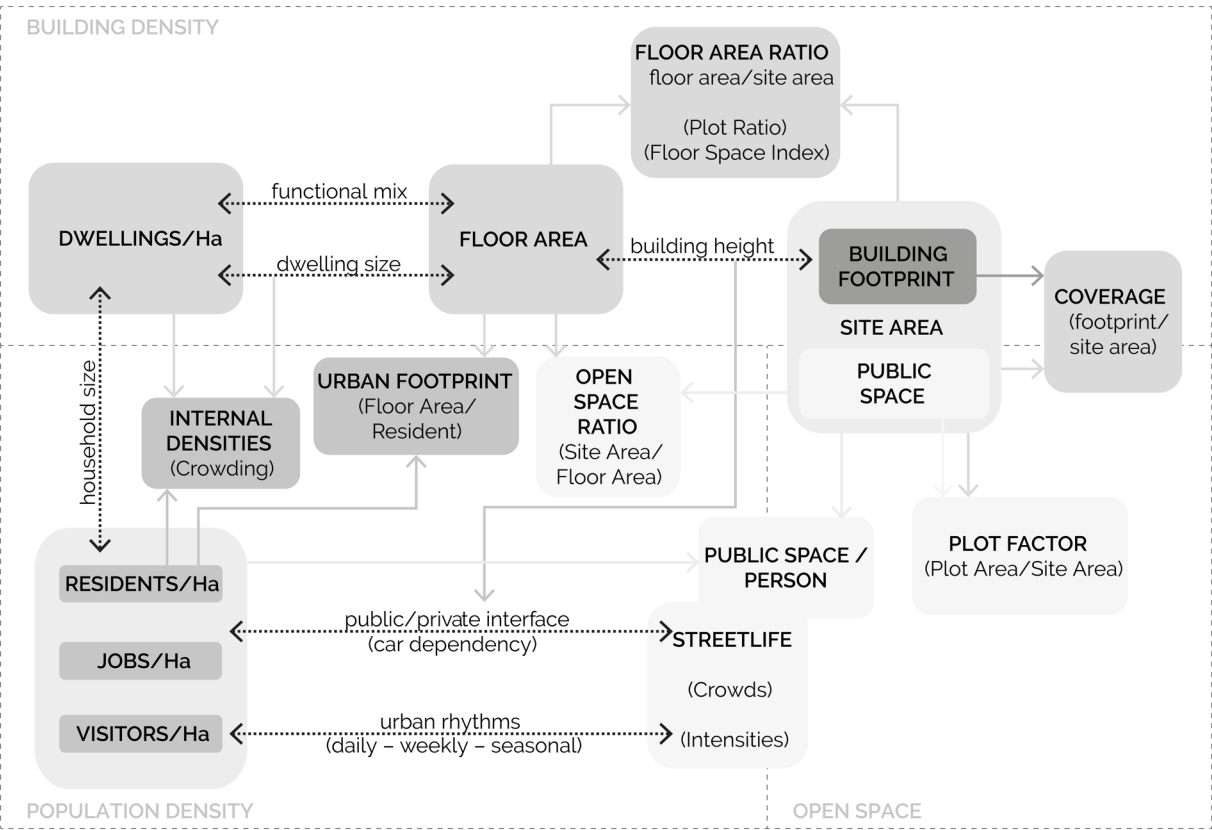 BUILDING DENSITY
FLOOR AREA RATIO
floor area/site area
(Plot Ratio)
(Floor Space Index)
functional mix
DWELLINGS/Ha
FLOOR AREA
dwelling size
building height
BUILDING
FOOTPRINT
SITE AREA
PUBLIC
SPACE
COVERAGE
(footprint/
site area)
household size
INTERNAL
DENSITIES
(Crowding)
URBAN FOOTPRINT
(Floor Area/
Resident)
OPEN
SPACE
RATIO
(Site Area/
Floor Area)
PUBLIC SPACE /
PERSON
PLOT FACTOR
(Plot Area/Site Area)
RESIDENTS/Ha
JOBS/Ha
VISITORS/Ha
public/private interface
(car dependency)
STREETLIFE
(Crowds)
(Intensities)
urban rhythms
(daily – weekly – seasonal)
POPULATION DENSITY
OPEN SPACE